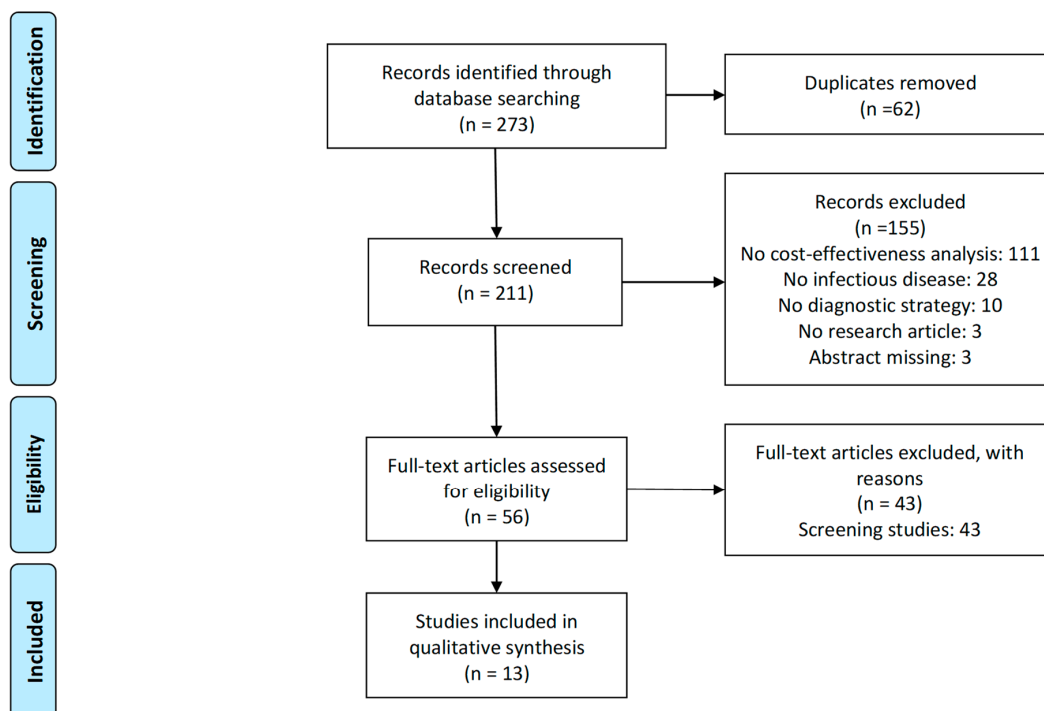 Identification
Records identified through
database searching
(n = 273)
Duplicates removed
(n =62)
Screening
Records screened
(n = 211)
Records excluded
(n =155)
No cost-effectiveness analysis: 111
No infectious disease: 28
No diagnostic strategy: 10
No research article: 3
Abstract missing: 3
Eligibility
Full-text articles assessed
for eligibility
(n = 56)
Full-text articles excluded, with
reasons
(n = 43)
Screening studies: 43
Included
Studies included in
qualitative synthesis
(n = 13)